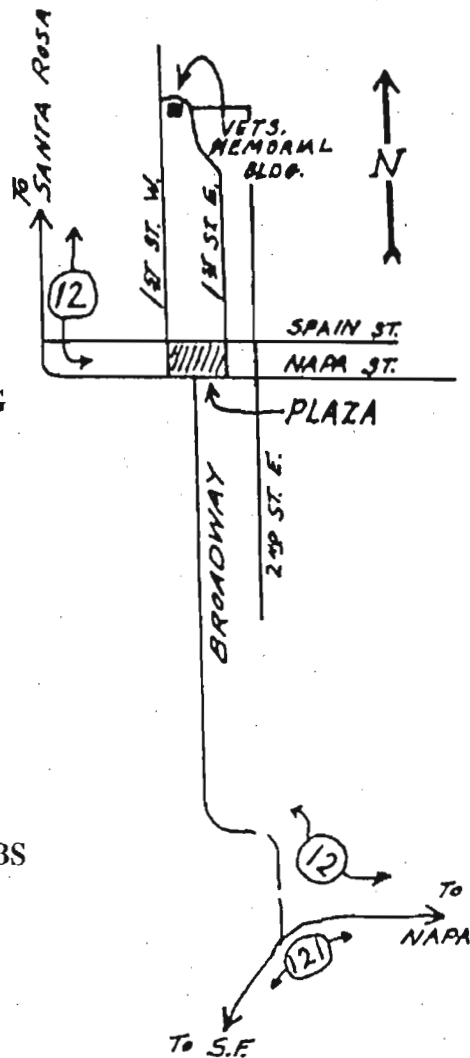 TO
SANTA ROSA
VETS.
MEMORIAL
BLDG.
N
1ST ST. W.
1ST ST E.
12
SPAIN ST.
NAPA ST.
G
PLAZA
BROADWAY
2ND ST. E.
BS
12
To
NAPA
121
To S.F.